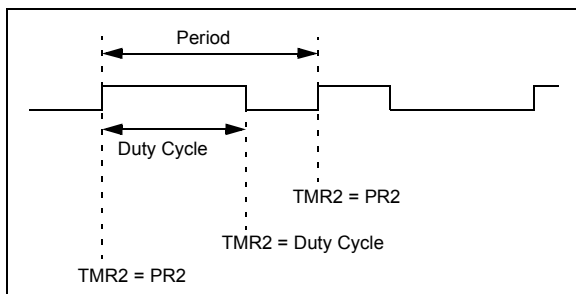 Period
Duty Cycle
TMR2 = PR2
TMR2 = Duty Cycle
TMR2 = PR2